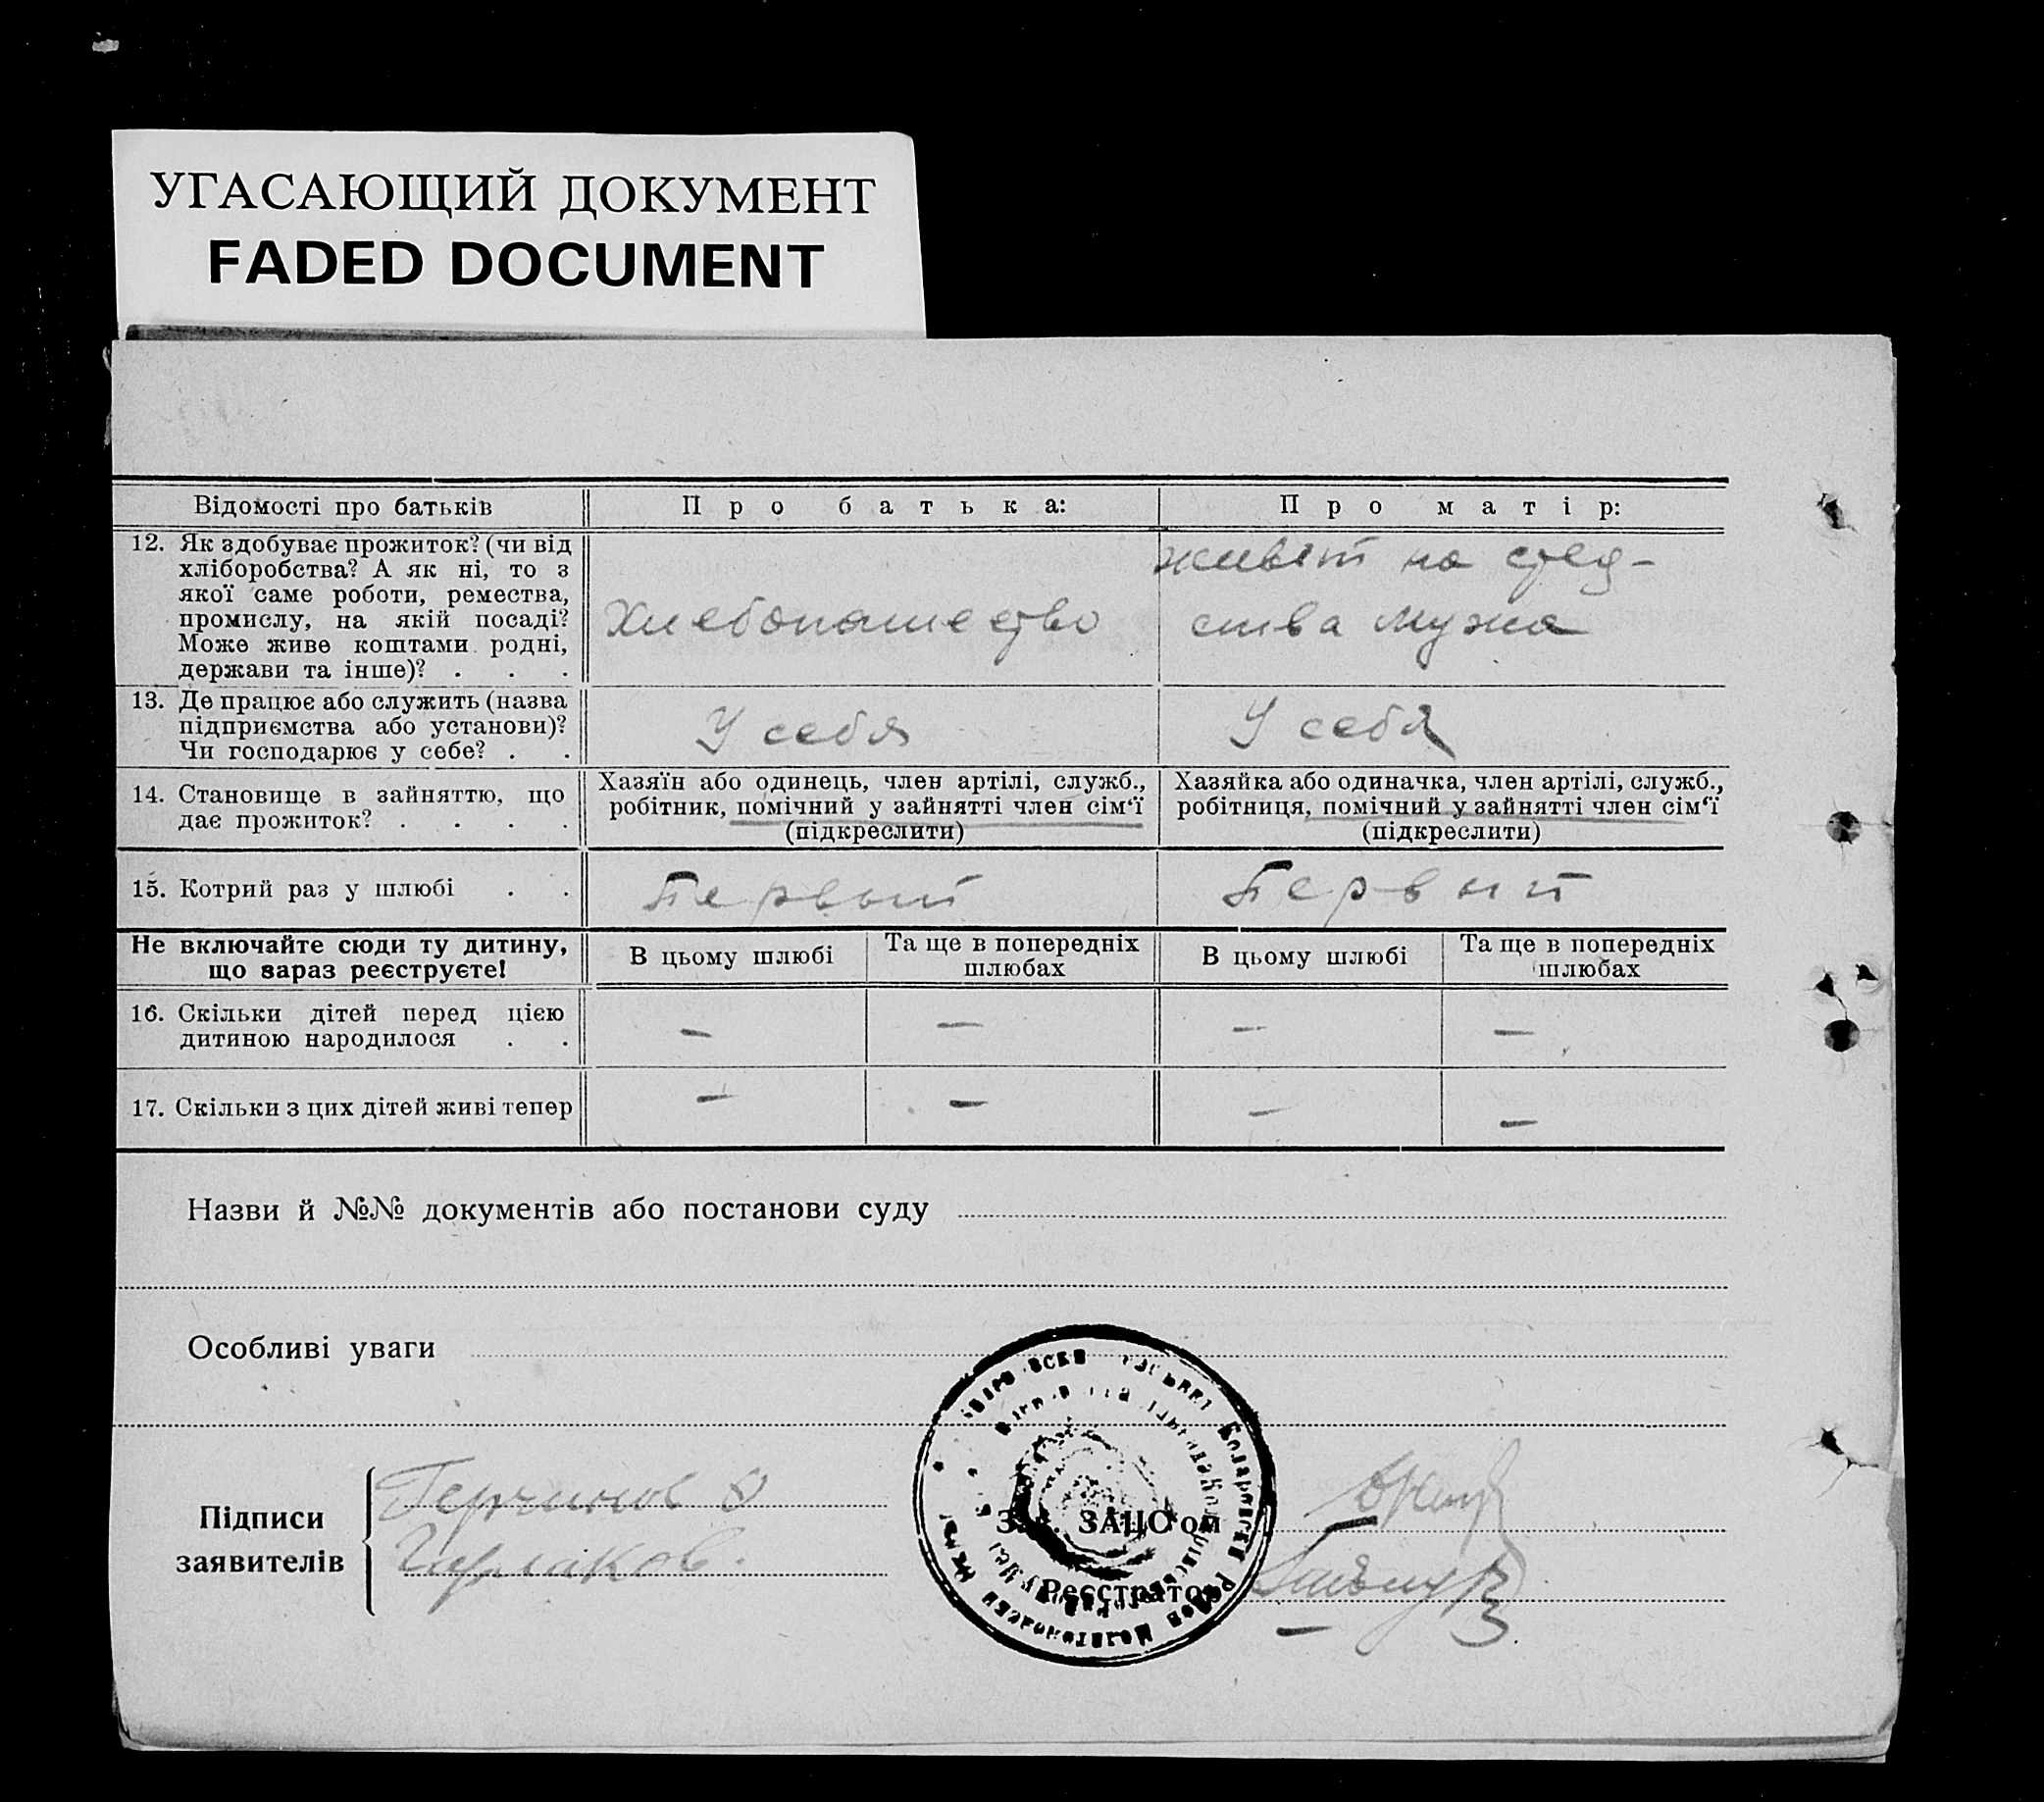 УГАСАЮЩИЙ ДОКУМЕНТ
FADED DOCUMENT
Відомості про батьків
Про батька:
Про матір:
12. Як здобуває прожиток? (чи від
хліборобства? А як ні, то з
якої саме роботи, ремества,
промислу, на якій посаді?
Може живе коштами родні,
держави та інше)? . . .
Хлебопашество
живет на сред-
ства мужа
13. Де працює або служить (назва
підприємства або установи)?
Чи господарює у себе? . .
У себя
У себя
14. Становище в зайняттю, що
дає прожиток? . . . .
Хазяїн або одинець, член артілі, служб.,
робітник, помічний у зайнятті член сім'ї
(підкреслити)
Хазяйка або одиначка, член артілі, служб.,
робітниця, помічний у зайнятті член сім'ї
(підкреслити)
15. Котрий раз у шлюбі . .
Первый
Первый
Не включайте сюди ту дитину,
що зараз реєструєте!
В цьому шлюбі
Та ще в попередніх
шлюбах
В цьому шлюбі
Та ще в попередніх
шлюбах
16. Скільки дітей перед цією
дитиною народилося . .
—
—
—
—
17. Скільки з цих дітей живі тепер
—
—
—
—
Назви й №№ документів або постанови суду
Особливі уваги
Підписи
заявителів
Зав. ЗАЦС'ом
Реєстратор